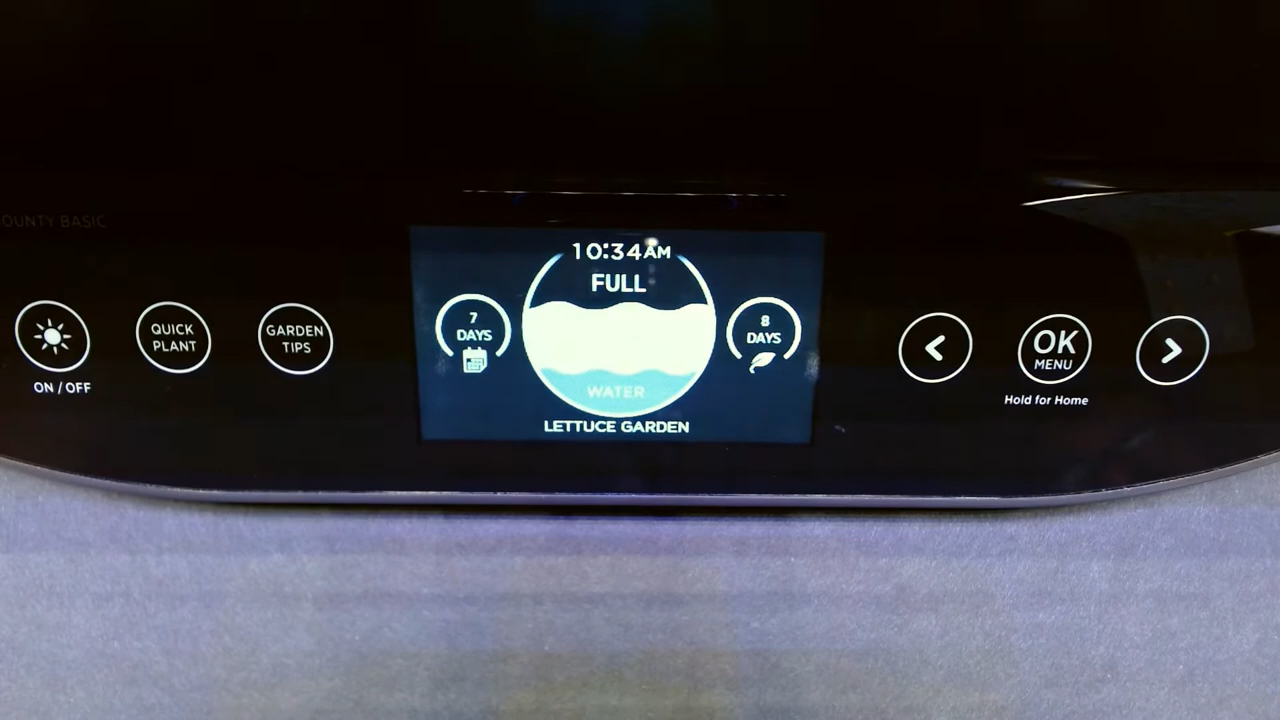 OUNTY BASIC
10:34AM
FULL
7
DAYS
8
DAYS
WATER
LETTUCE GARDEN
ON / OFF
QUICK
PLANT
GARDEN
TIPS
OK
MENU
Hold for Home